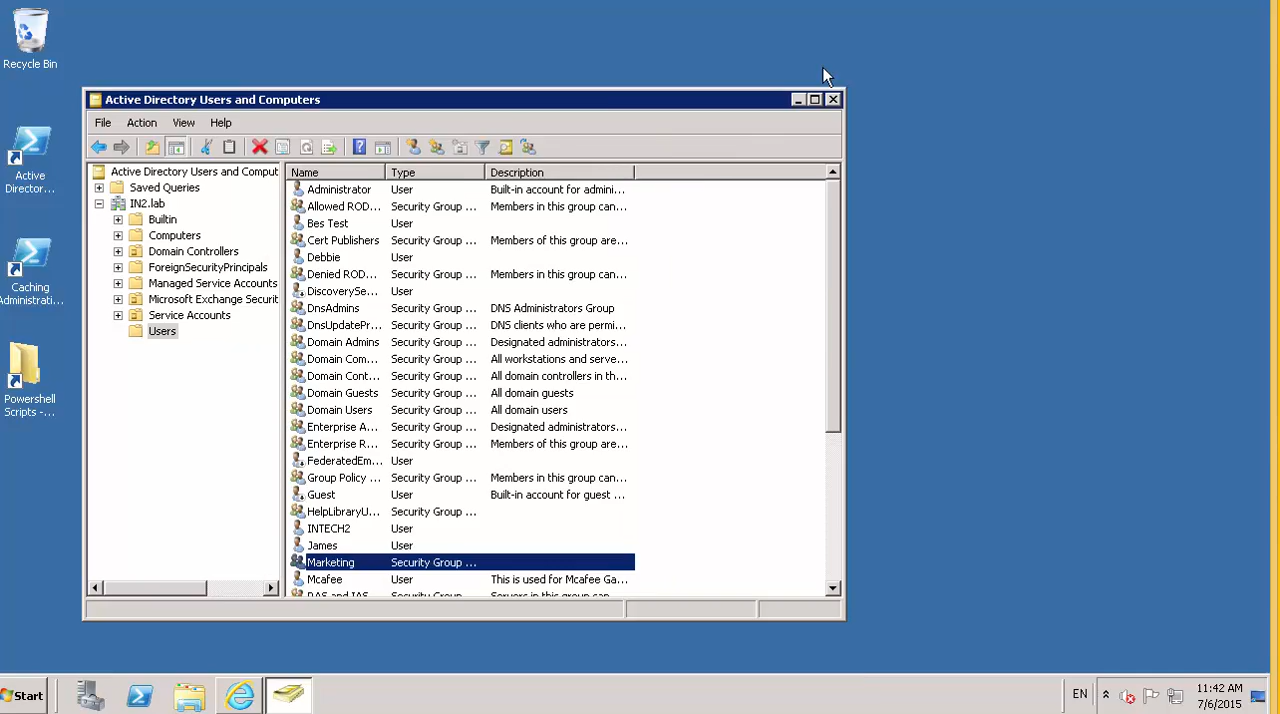 Recycle Bin
Active
Director...
Caching
Administrati...
Powershell
Scripts -...
Active Directory Users and Computers
File Action View Help
Active Directory Users and Comput
Saved Queries
IN2.lab
Builtin
Computers
Domain Controllers
ForeignSecurityPrincipals
Managed Service Accounts
Microsoft Exchange Securit
Service Accounts
Users
Name Type Description
Administrator User Built-in account for admini...
Allowed ROD... Security Group ... Members in this group can...
Bes Test User
Cert Publishers Security Group ... Members of this group are...
Debbie User
Denied ROD... Security Group ... Members in this group can...
DiscoverySe... User
DnsAdmins Security Group ... DNS Administrators Group
DnsUpdatePr... Security Group ... DNS clients who are permi...
Domain Admins Security Group ... Designated administrators...
Domain Com... Security Group ... All workstations and serve...
Domain Cont... Security Group ... All domain controllers in th...
Domain Guests Security Group ... All domain guests
Domain Users Security Group ... All domain users
Enterprise A... Security Group ... Designated administrators...
Enterprise R... Security Group ... Members of this group are...
FederatedEm... User
Group Policy ... Security Group ... Members in this group can...
Guest User Built-in account for guest ...
HelpLibraryU... Security Group ...
INTECH2 User
James User
Marketing Security Group ...
Mcafee User This is used for Mcafee Ga...
RAS and IAS Security Group Servers in this group can
Start
EN
11:42 AM
7/6/2015